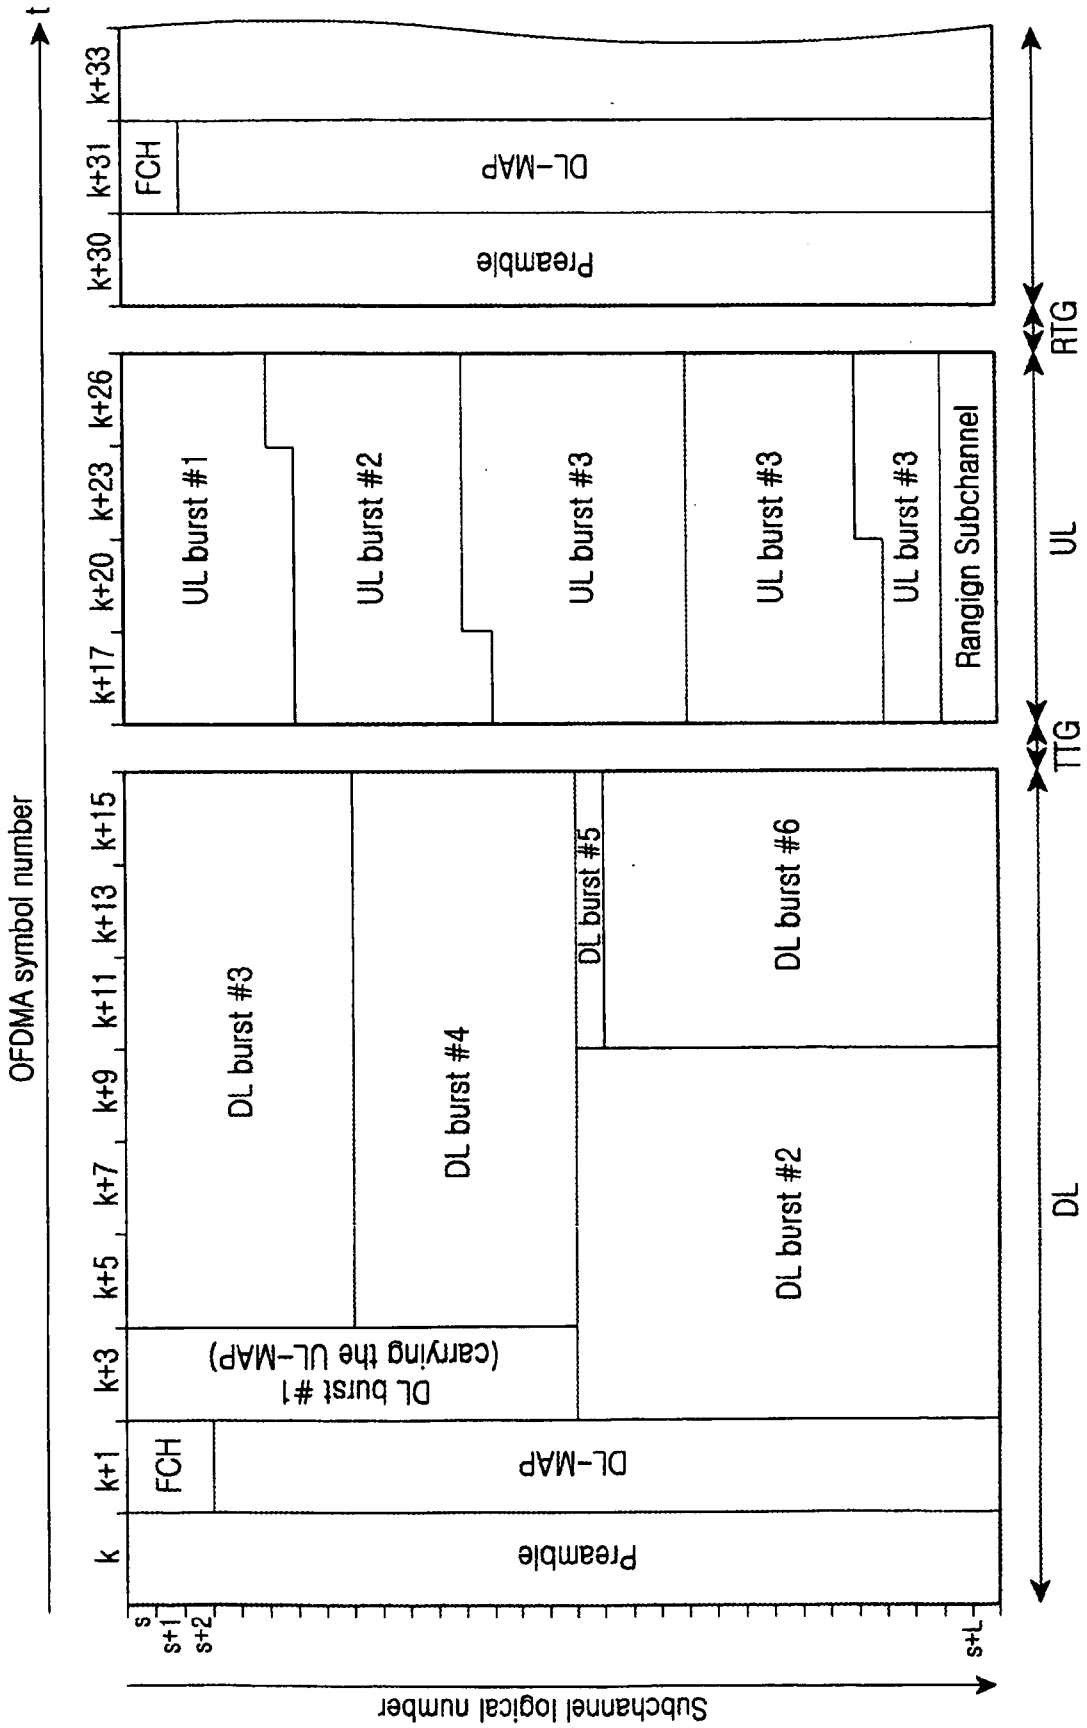 OFDMA symbol number
t
k
k+1
k+3
k+5
k+7
k+9
k+11
k+13
k+15
k+17
k+20
k+23
k+26
k+30
k+31
k+33
Subchannel logical number
s
s+1
s+2
s+L
Preamble
FCH
DL-MAP
DL burst #1
(carrying the UL-MAP)
DL burst #3
DL burst #4
DL burst #2
DL burst #5
DL burst #6
UL burst #1
UL burst #2
UL burst #3
UL burst #3
UL burst #3
Rangign Subchannel
Preamble
FCH
DL-MAP
DL
TTG
UL
RTG